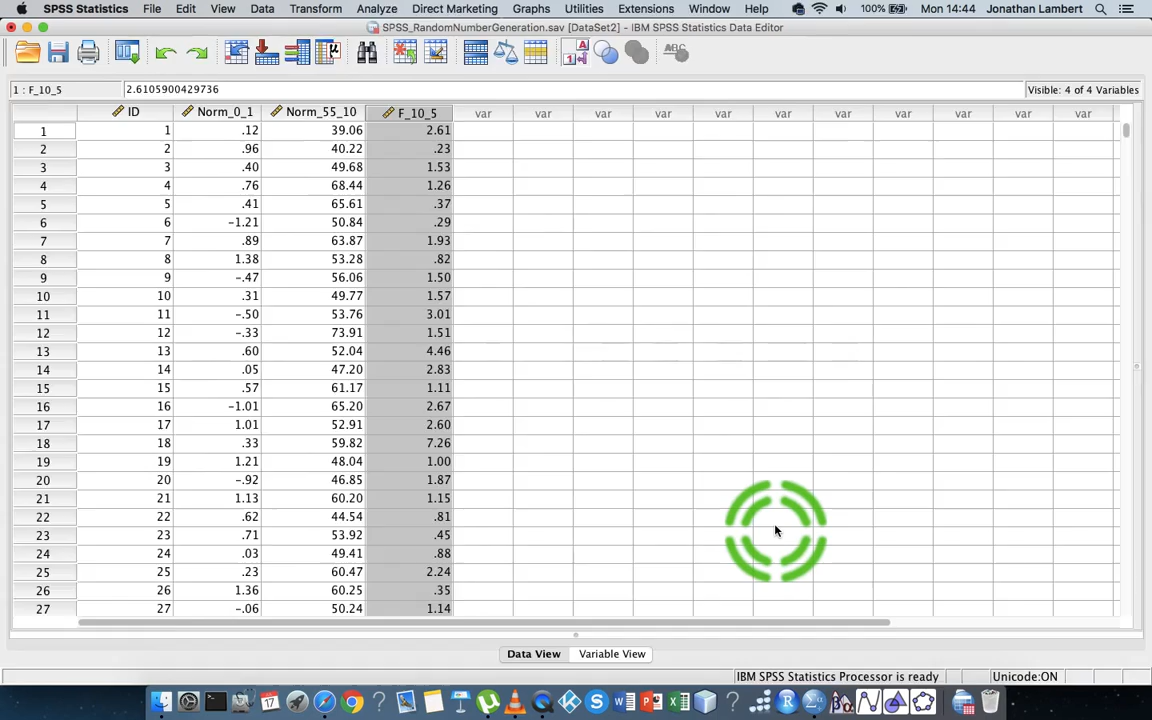 SPSS Statistics File Edit View Data Transform Analyze Direct Marketing Graphs Utilities Extensions Window Help 100% Mon 14:44 Jonathan Lambert
SPSS_RandomNumberGeneration.sav [DataSet2] - IBM SPSS Statistics Data Editor
1 : F_10_5 2.6105900429736 Visible: 4 of 4 Variables
ID Norm_0_1 Norm_55_10 F_10_5 var var var var var var var var var var var
1 1 .12 39.06 2.61
2 2 .96 40.22 .23
3 3 .40 49.68 1.53
4 4 .76 68.44 1.26
5 5 .41 65.61 .37
6 6 -1.21 50.84 .29
7 7 .89 63.87 1.93
8 8 1.38 53.28 .82
9 9 -.47 56.06 1.50
10 10 .31 49.77 1.57
11 11 -.50 53.76 3.01
12 12 -.33 73.91 1.51
13 13 .60 52.04 4.46
14 14 .05 47.20 2.83
15 15 .57 61.17 1.11
16 16 -1.01 65.20 2.67
17 17 1.01 52.91 2.60
18 18 .33 59.82 7.26
19 19 1.21 48.04 1.00
20 20 -.92 46.85 1.87
21 21 1.13 60.20 1.15
22 22 .62 44.54 .81
23 23 .71 53.92 .45
24 24 .03 49.41 .88
25 25 .23 60.47 2.24
26 26 1.36 60.25 .35
27 27 -.06 50.24 1.14
Data View Variable View
IBM SPSS Statistics Processor is ready Unicode:ON